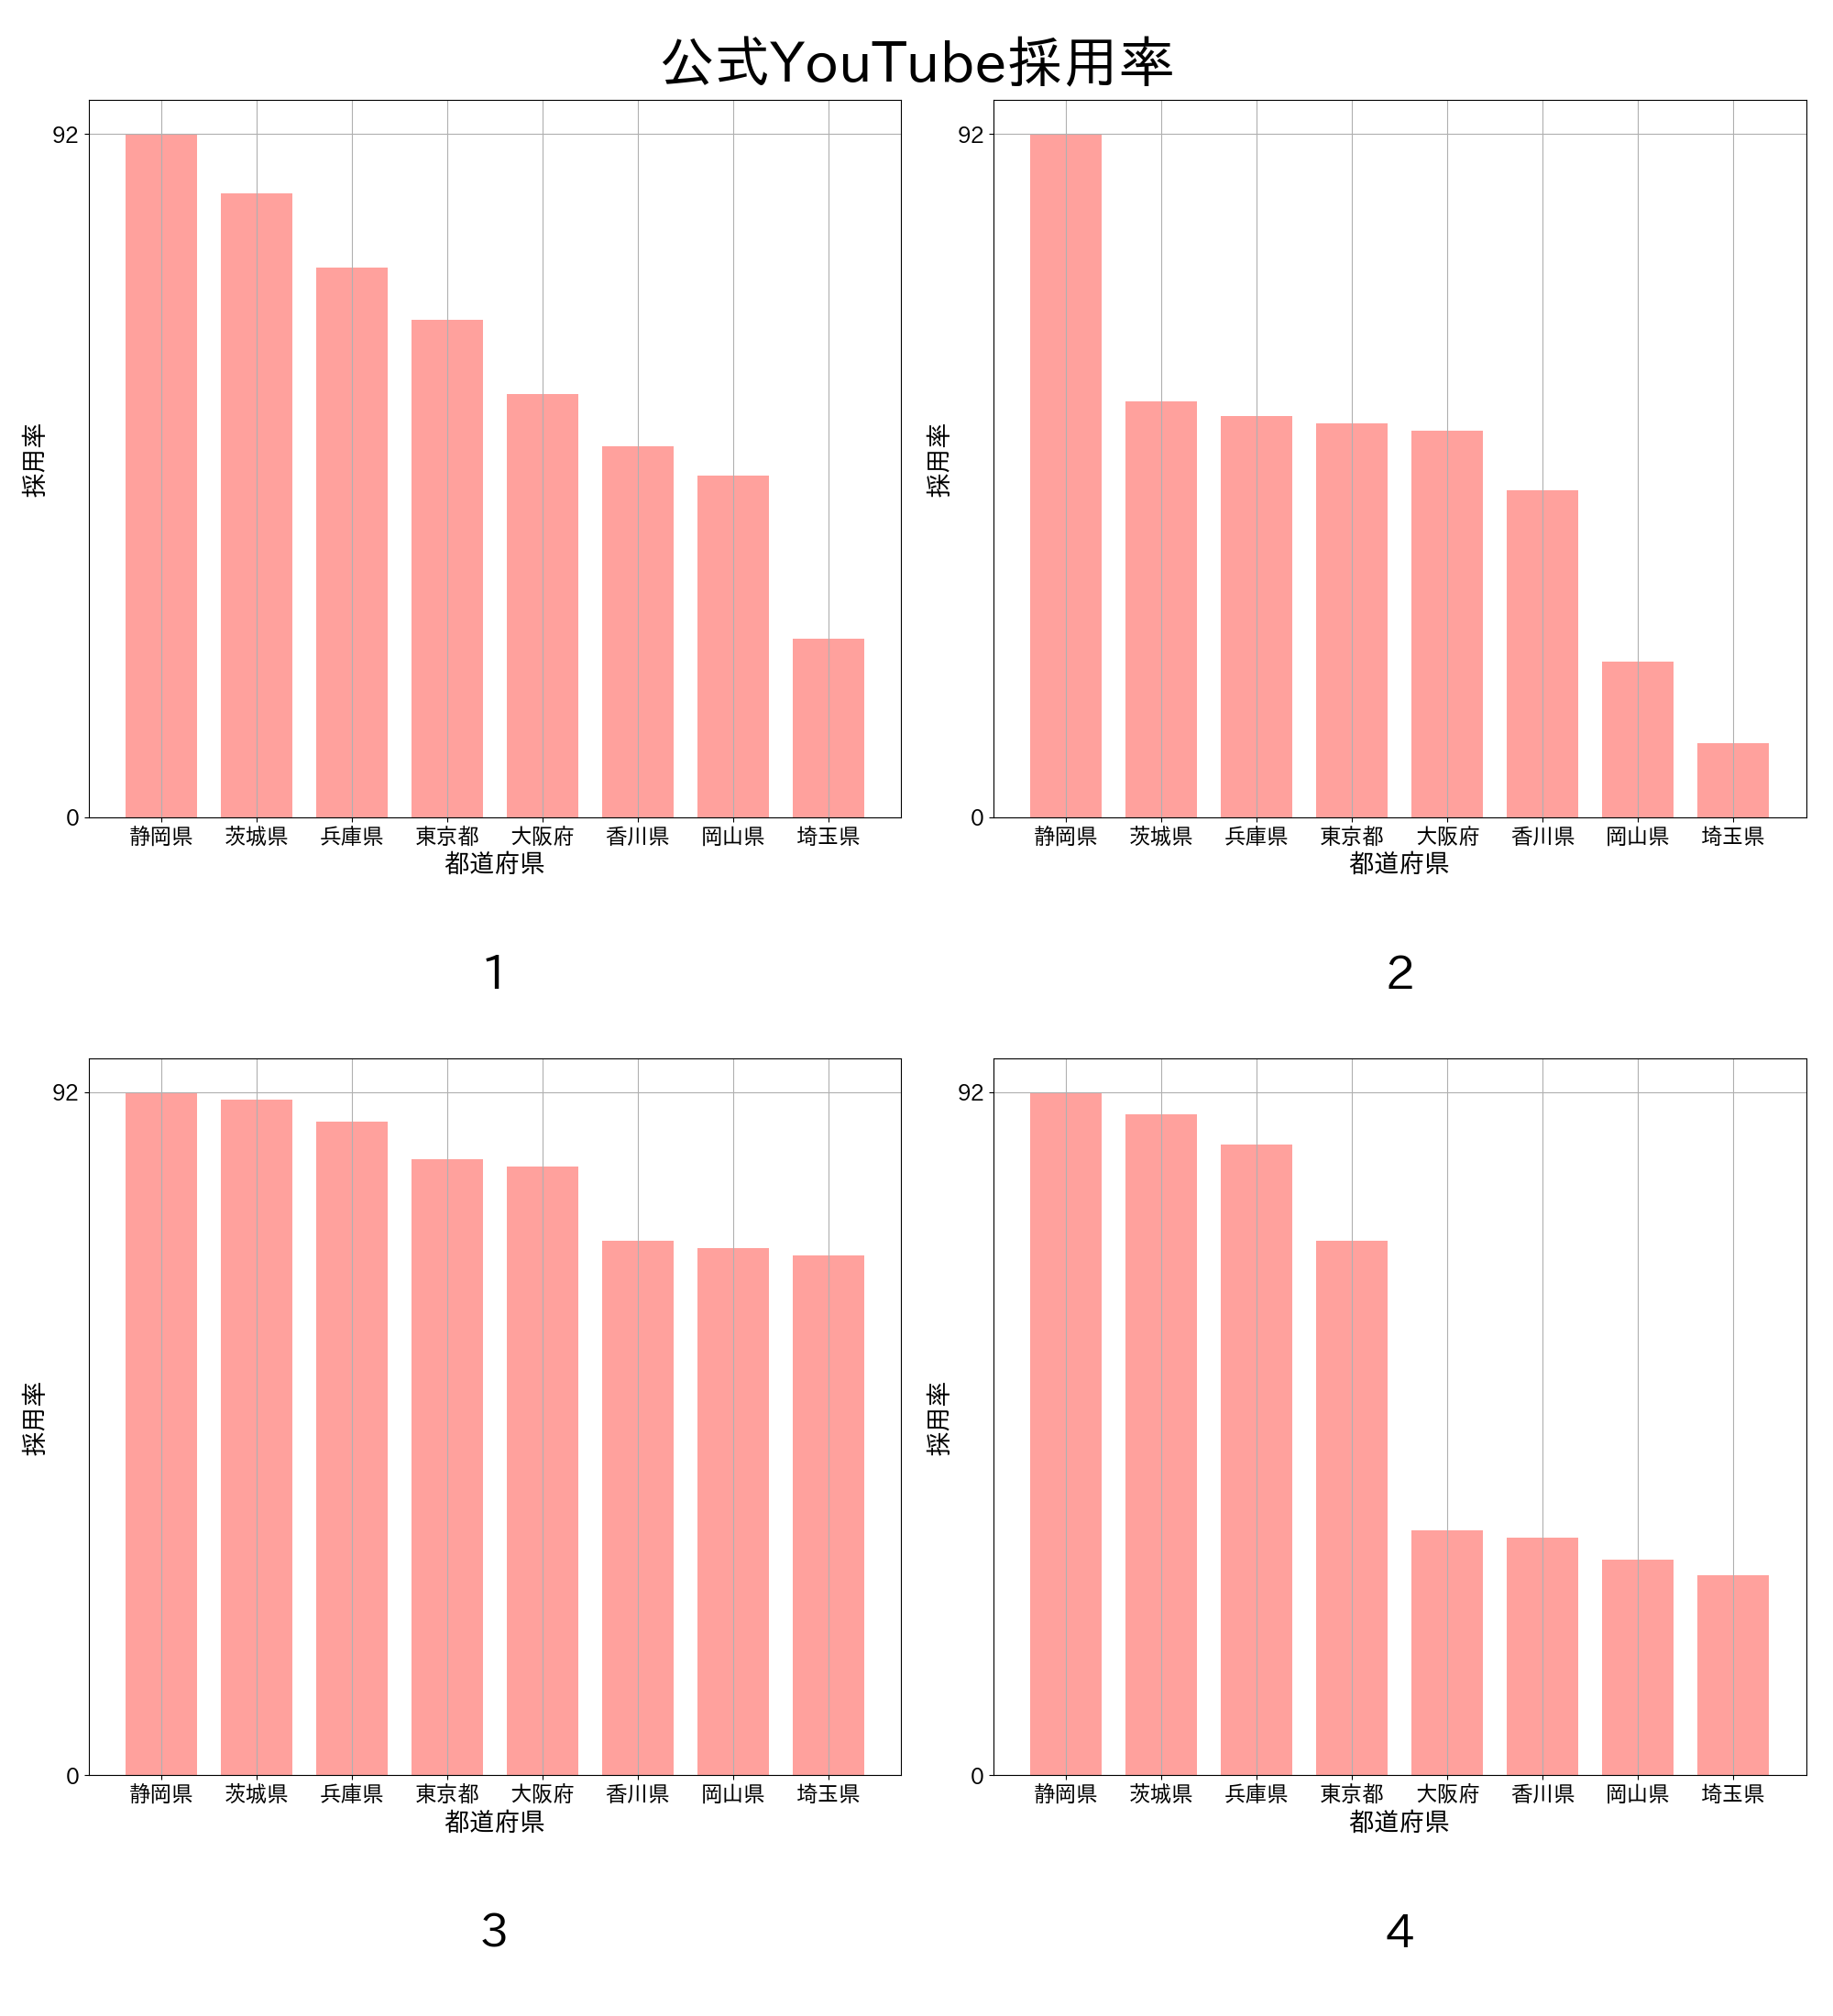 公式YouTube採用率
92
採用率
0
静岡県 茨城県 兵庫県 東京都 大阪府 香川県 岡山県 埼玉県
都道府県
1
92
採用率
0
静岡県 茨城県 兵庫県 東京都 大阪府 香川県 岡山県 埼玉県
都道府県
2
92
採用率
0
静岡県 茨城県 兵庫県 東京都 大阪府 香川県 岡山県 埼玉県
都道府県
3
92
採用率
0
静岡県 茨城県 兵庫県 東京都 大阪府 香川県 岡山県 埼玉県
都道府県
4